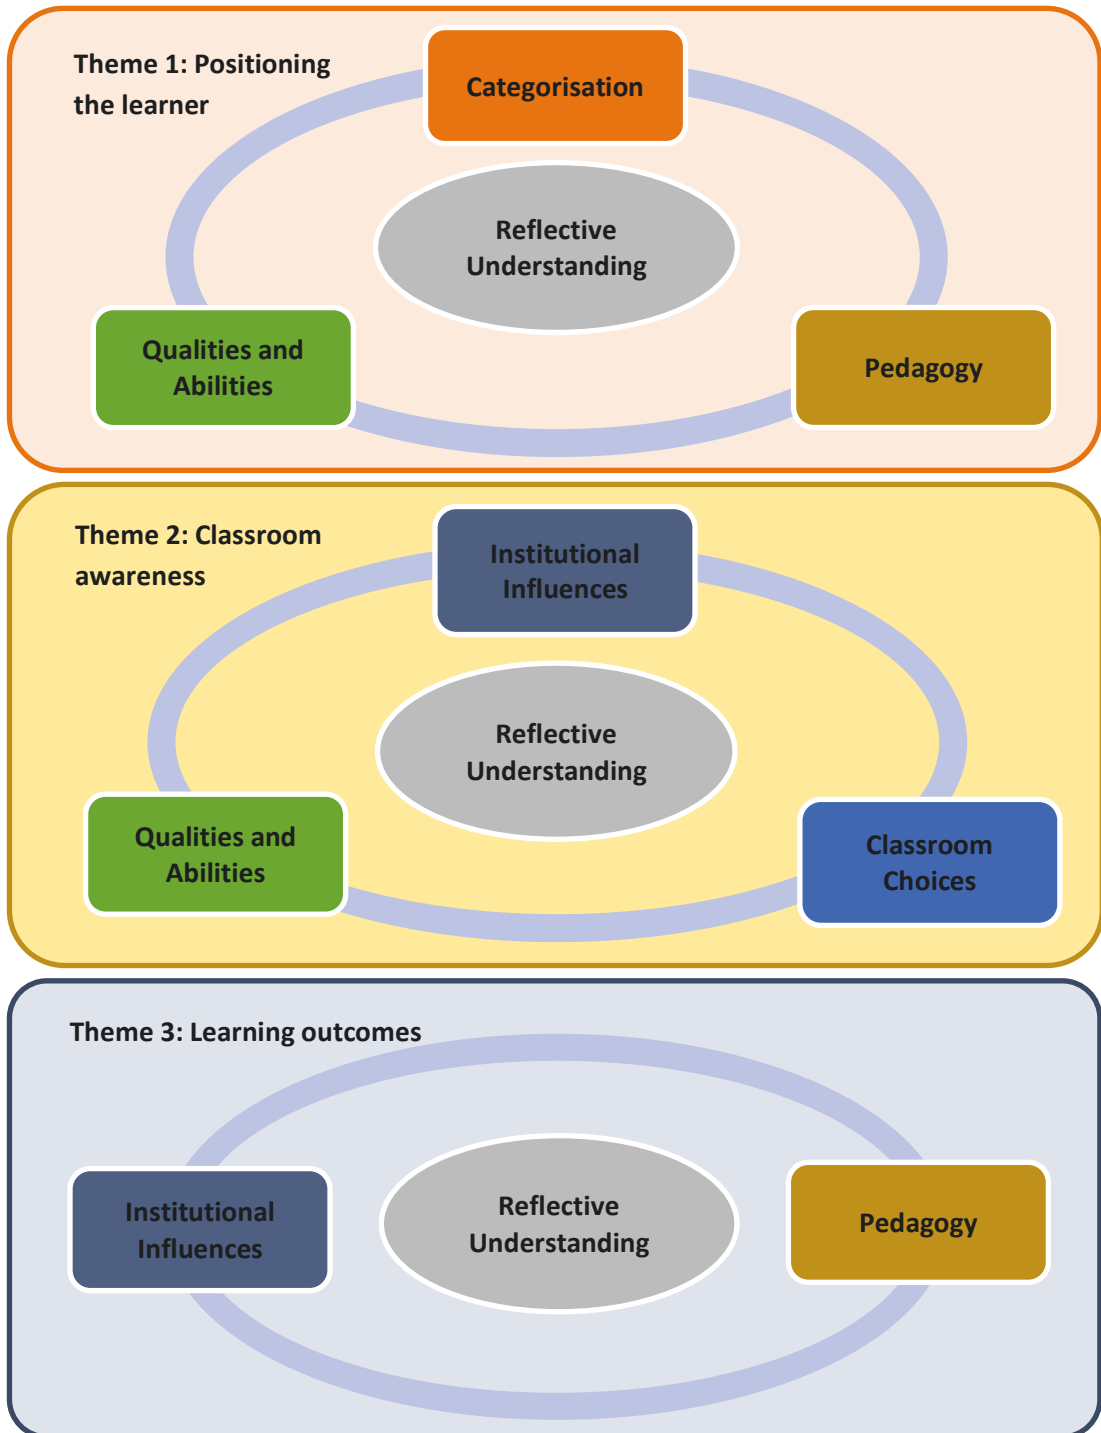 Theme 1: Positioning
the learner
Categorisation
Reflective
Understanding
Qualities and
Abilities
Pedagogy
Theme 2: Classroom
awareness
Institutional
Influences
Reflective
Understanding
Qualities and
Abilities
Classroom
Choices
Theme 3: Learning outcomes
Institutional
Influences
Reflective
Understanding
Pedagogy